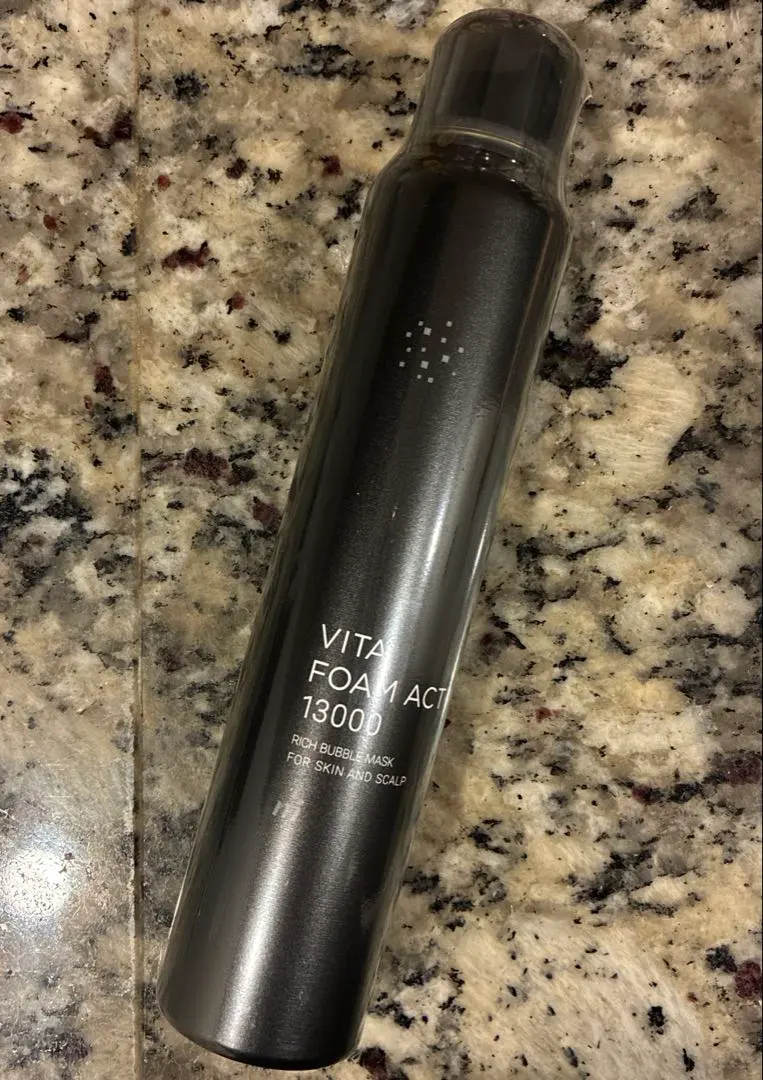 VITA
FOAM ACT
13000
RICH BUBBLE MASK
FOR SKIN AND SCALP